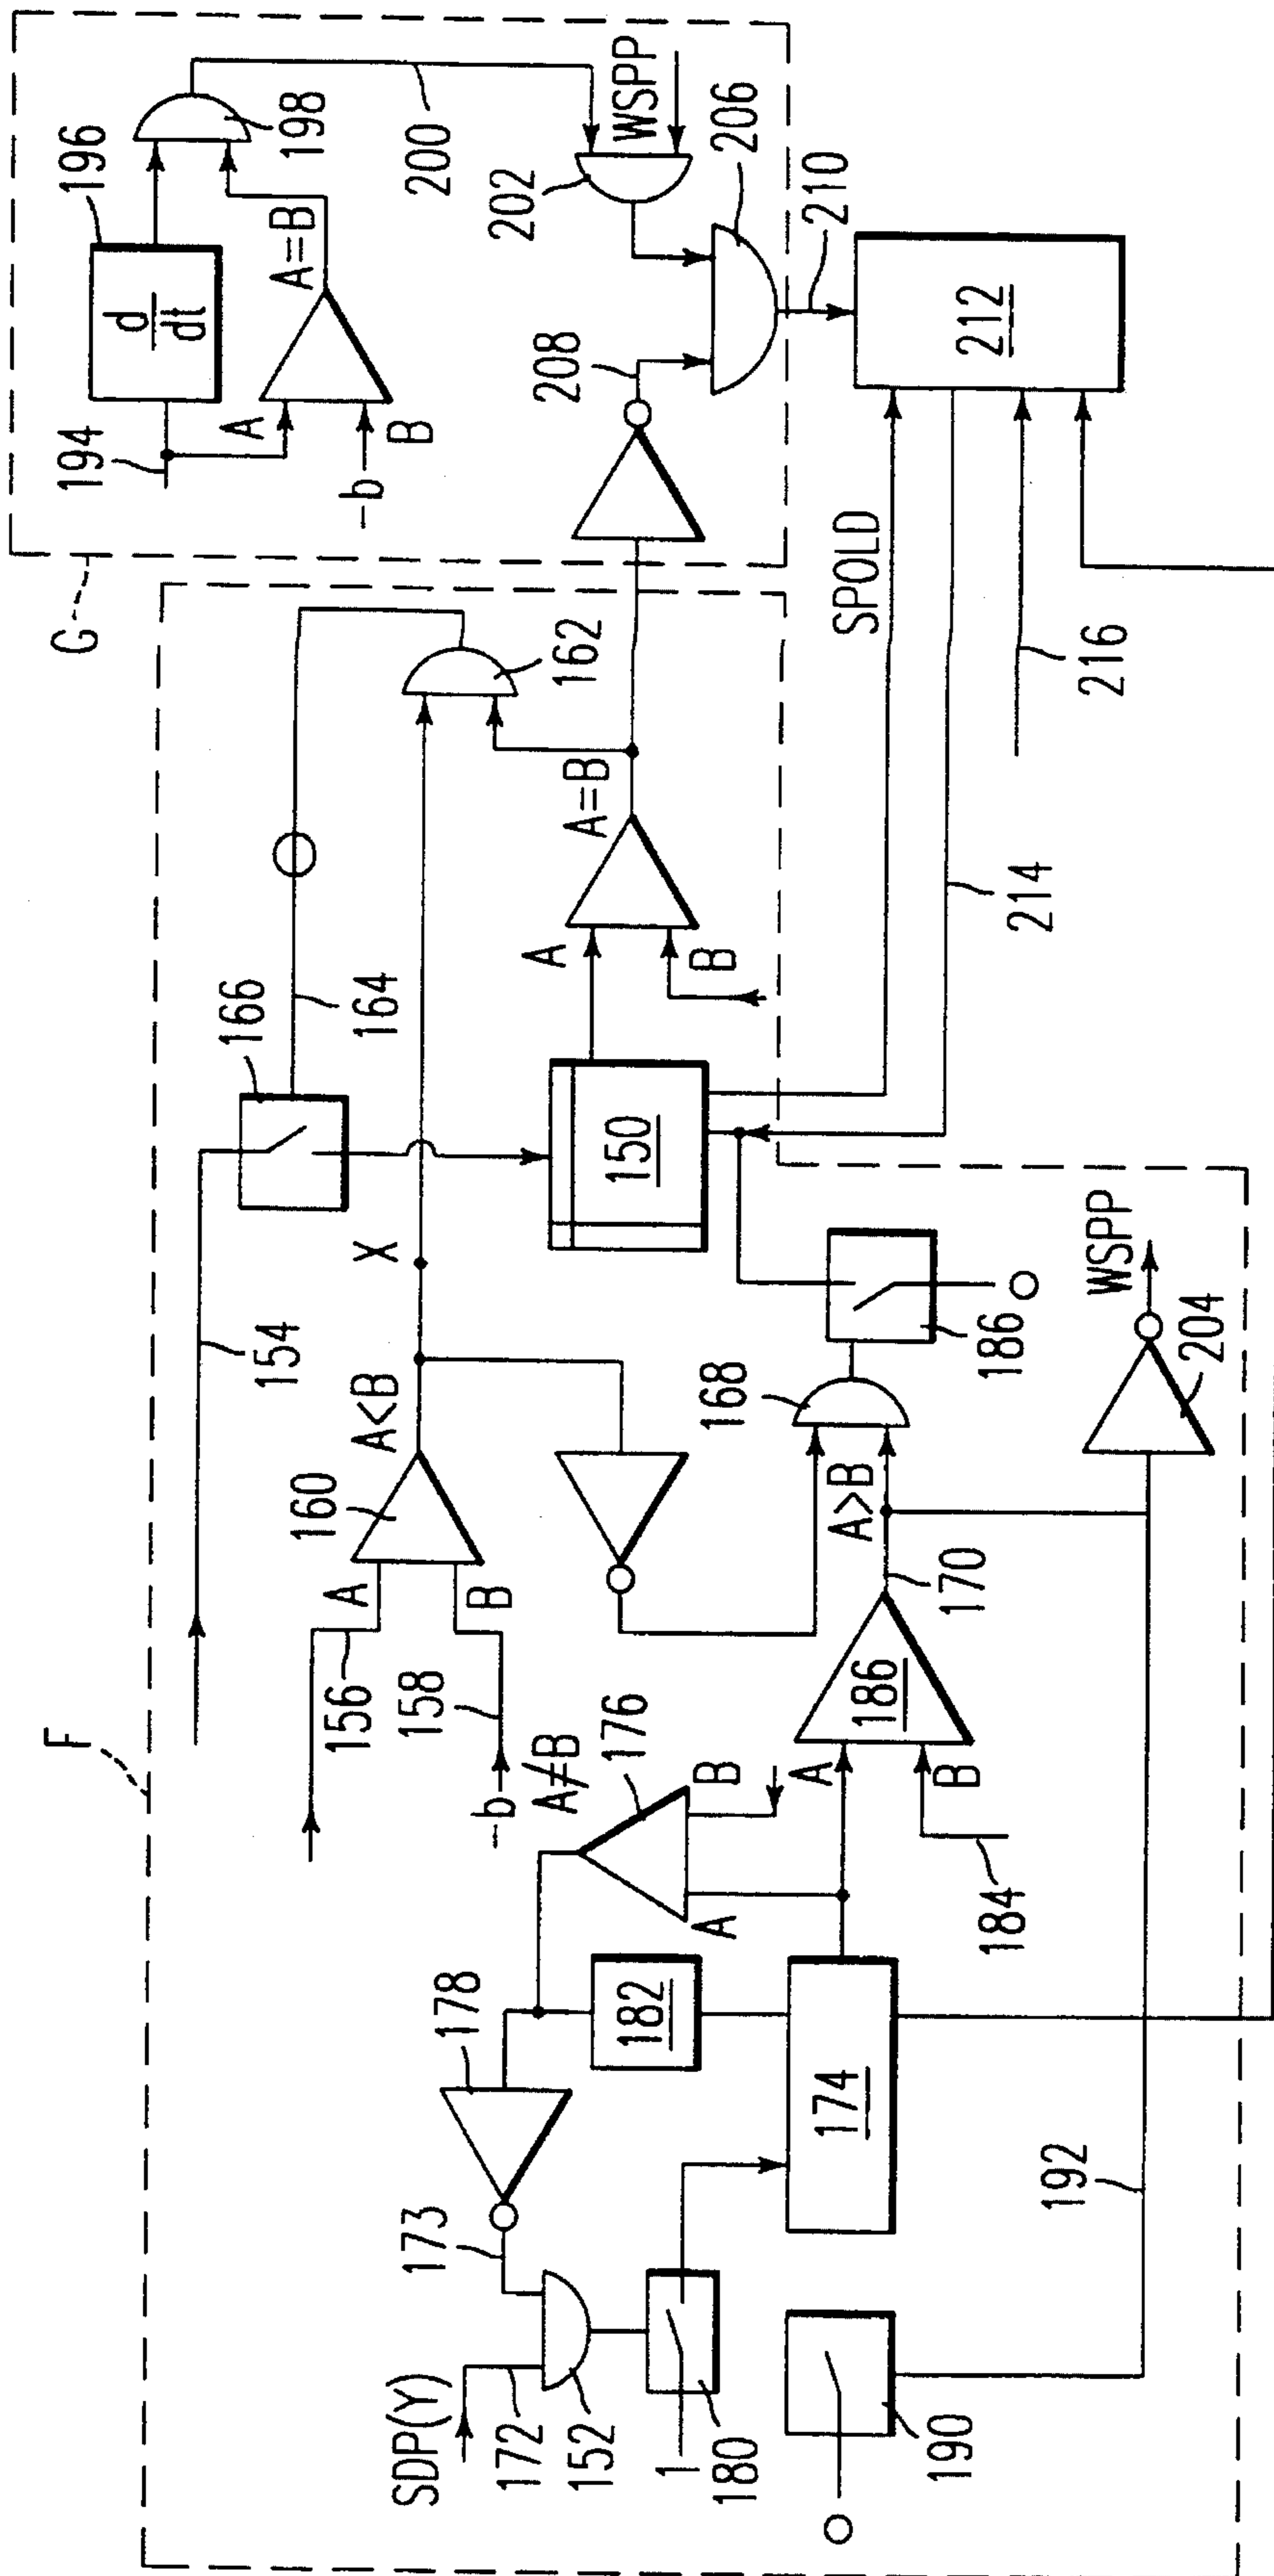 F
G
194
196
d
dt
166
A
154
198
A=B
160
A
-b
156
164
A<B
X
B
SDP(Y)
173
178
158
B
200
-b
B
172
A≠B
A
208
202
162
152
176
A=B
WSPP
150
182
1
180
A
B
B
168
206
A
210
174
186
A>B
SPOLD
190
B
170
186
212
184
214
192
WSPP
216
204